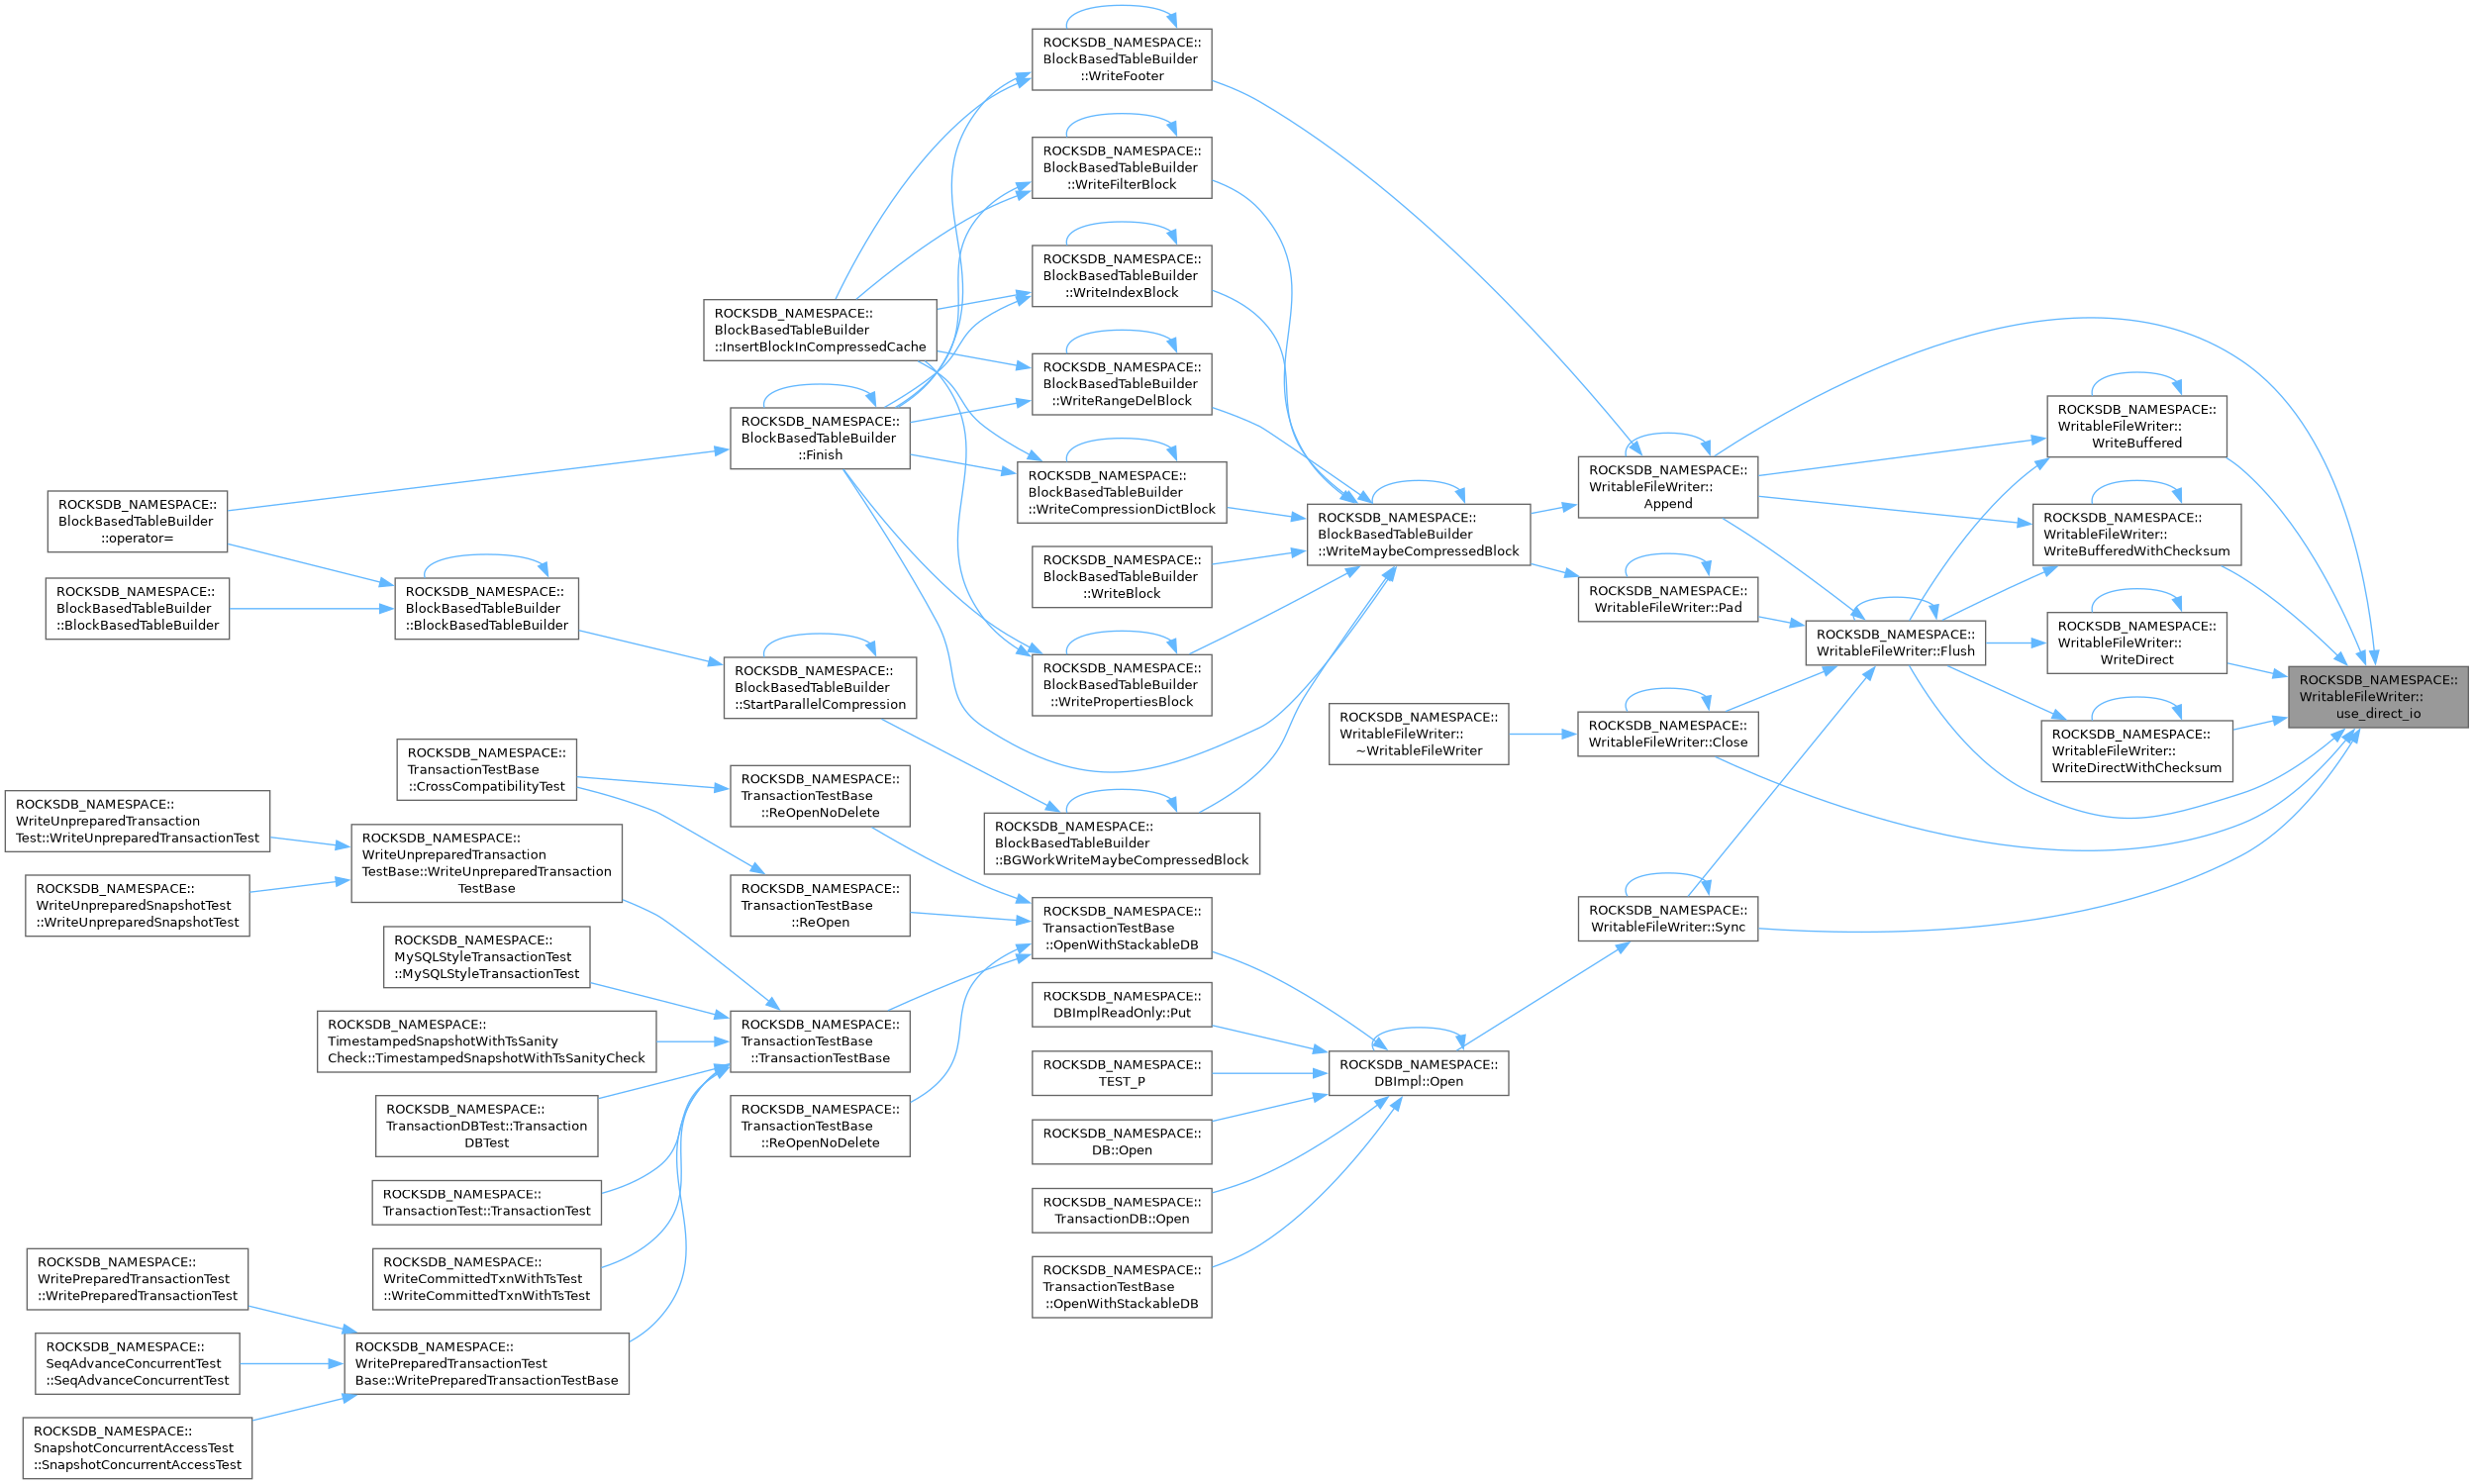 ROCKSDB_NAMESPACE::
BlockBasedTableBuilder
::WriteFooter
ROCKSDB_NAMESPACE::
BlockBasedTableBuilder
::WriteFilterBlock
ROCKSDB_NAMESPACE::
BlockBasedTableBuilder
::WriteIndexBlock
ROCKSDB_NAMESPACE::
BlockBasedTableBuilder
::InsertBlockInCompressedCache
ROCKSDB_NAMESPACE::
BlockBasedTableBuilder
::WriteRangeDelBlock
ROCKSDB_NAMESPACE::
WritableFileWriter::
WriteBuffered
ROCKSDB_NAMESPACE::
BlockBasedTableBuilder
::Finish
ROCKSDB_NAMESPACE::
WritableFileWriter::
Append
ROCKSDB_NAMESPACE::
BlockBasedTableBuilder
::WriteCompressionDictBlock
ROCKSDB_NAMESPACE::
BlockBasedTableBuilder
::operator=
ROCKSDB_NAMESPACE::
BlockBasedTableBuilder
::WriteMaybeCompressedBlock
ROCKSDB_NAMESPACE::
WritableFileWriter::
WriteBufferedWithChecksum
ROCKSDB_NAMESPACE::
BlockBasedTableBuilder
::WriteBlock
ROCKSDB_NAMESPACE::
WritableFileWriter::Pad
ROCKSDB_NAMESPACE::
BlockBasedTableBuilder
::BlockBasedTableBuilder
ROCKSDB_NAMESPACE::
BlockBasedTableBuilder
::BlockBasedTableBuilder
ROCKSDB_NAMESPACE::
WritableFileWriter::
WriteDirect
ROCKSDB_NAMESPACE::
WritableFileWriter::Flush
ROCKSDB_NAMESPACE::
BlockBasedTableBuilder
::StartParallelCompression
ROCKSDB_NAMESPACE::
BlockBasedTableBuilder
::WritePropertiesBlock
ROCKSDB_NAMESPACE::
WritableFileWriter::
use_direct_io
ROCKSDB_NAMESPACE::
WritableFileWriter::
~WritableFileWriter
ROCKSDB_NAMESPACE::
WritableFileWriter::Close
ROCKSDB_NAMESPACE::
WritableFileWriter::
WriteDirectWithChecksum
ROCKSDB_NAMESPACE::
TransactionTestBase
::CrossCompatibilityTest
ROCKSDB_NAMESPACE::
TransactionTestBase
::ReOpenNoDelete
ROCKSDB_NAMESPACE::
WriteUnpreparedTransaction
Test::WriteUnpreparedTransactionTest
ROCKSDB_NAMESPACE::
WriteUnpreparedTransaction
TestBase::WriteUnpreparedTransaction
TestBase
ROCKSDB_NAMESPACE::
BlockBasedTableBuilder
::BGWorkWriteMaybeCompressedBlock
ROCKSDB_NAMESPACE::
WriteUnpreparedSnapshotTest
::WriteUnpreparedSnapshotTest
ROCKSDB_NAMESPACE::
TransactionTestBase
::ReOpen
ROCKSDB_NAMESPACE::
TransactionTestBase
::OpenWithStackableDB
ROCKSDB_NAMESPACE::
WritableFileWriter::Sync
ROCKSDB_NAMESPACE::
MySQLStyleTransactionTest
::MySQLStyleTransactionTest
ROCKSDB_NAMESPACE::
DBImplReadOnly::Put
ROCKSDB_NAMESPACE::
TimestampedSnapshotWithTsSanity
Check::TimestampedSnapshotWithTsSanityCheck
ROCKSDB_NAMESPACE::
TransactionTestBase
::TransactionTestBase
ROCKSDB_NAMESPACE::
TEST_P
ROCKSDB_NAMESPACE::
DBImpl::Open
ROCKSDB_NAMESPACE::
TransactionDBTest::Transaction
DBTest
ROCKSDB_NAMESPACE::
TransactionTestBase
::ReOpenNoDelete
ROCKSDB_NAMESPACE::
DB::Open
ROCKSDB_NAMESPACE::
TransactionTest::TransactionTest
ROCKSDB_NAMESPACE::
TransactionDB::Open
ROCKSDB_NAMESPACE::
WriteCommittedTxnWithTsTest
::WriteCommittedTxnWithTsTest
ROCKSDB_NAMESPACE::
TransactionTestBase
::OpenWithStackableDB
ROCKSDB_NAMESPACE::
WritePreparedTransactionTest
::WritePreparedTransactionTest
ROCKSDB_NAMESPACE::
SeqAdvanceConcurrentTest
::SeqAdvanceConcurrentTest
ROCKSDB_NAMESPACE::
WritePreparedTransactionTest
Base::WritePreparedTransactionTestBase
ROCKSDB_NAMESPACE::
SnapshotConcurrentAccessTest
::SnapshotConcurrentAccessTest